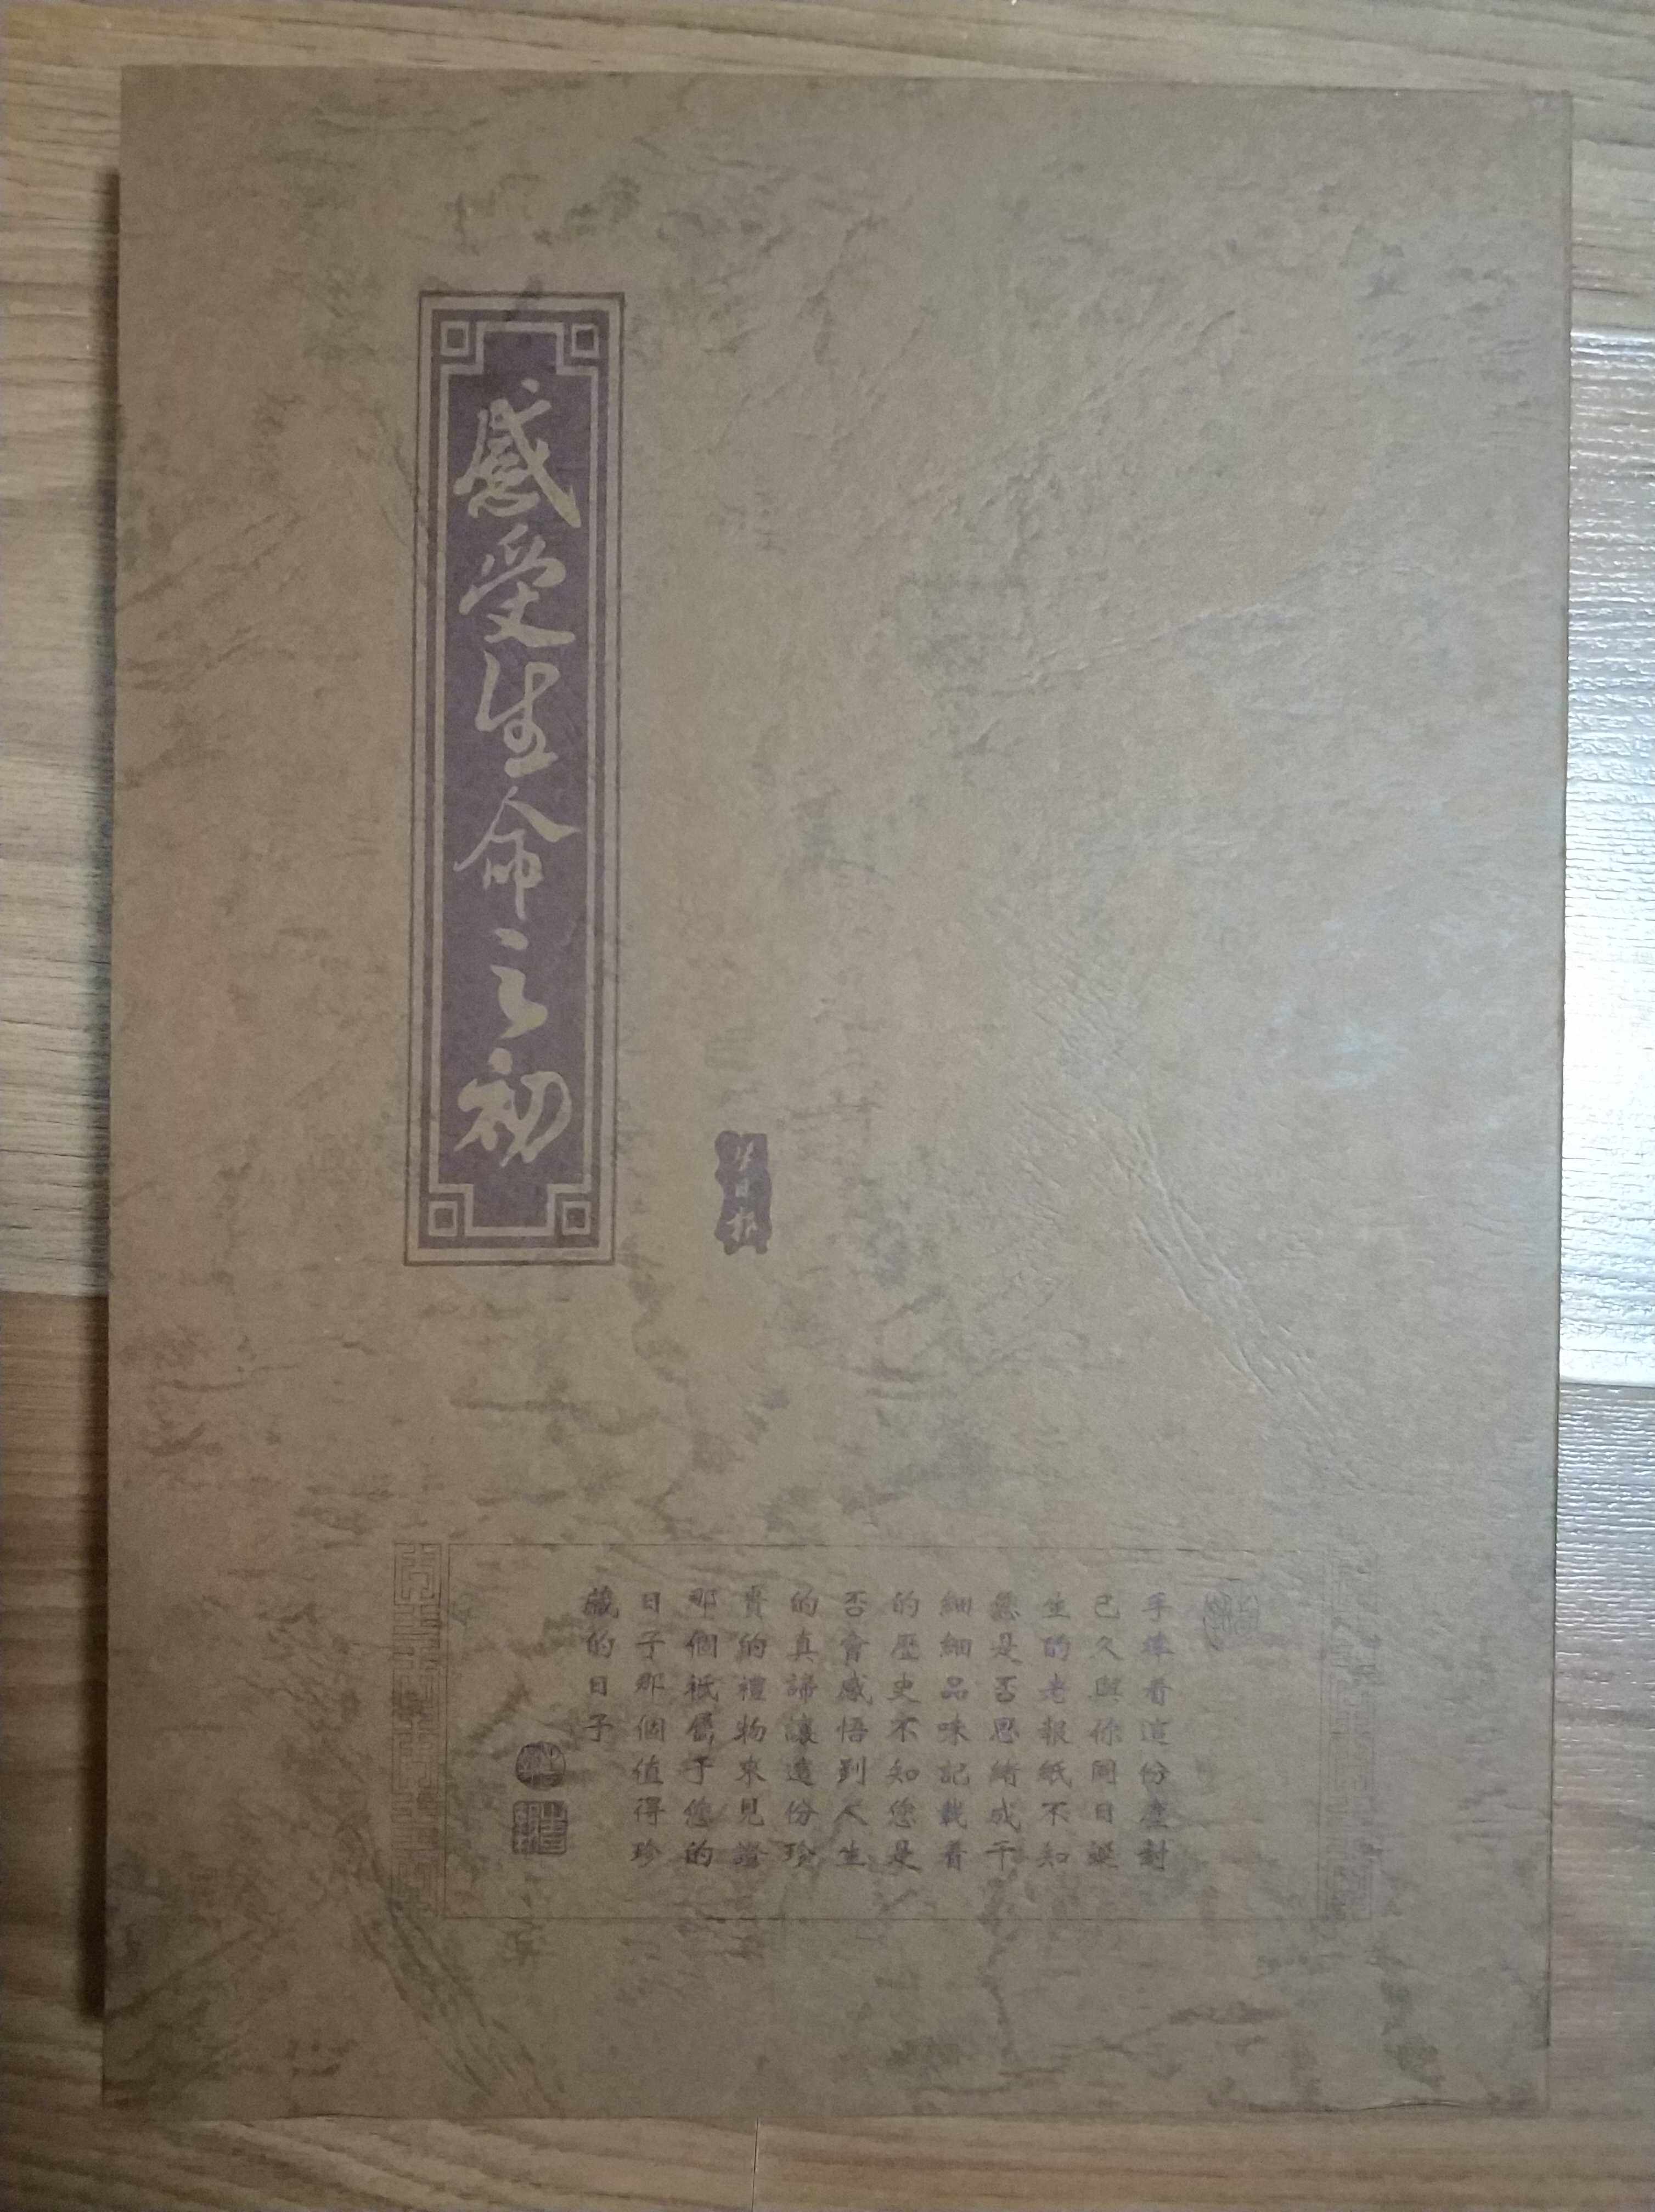 感受生命之初
生日報
手捧着這份塵封
已久與你同日誕
生的老報紙不知
您是否思緒成千
細細品味記載着
的歷史不知您是
否會感悟到人生
的真諦讓這份珍
貴的禮物來見證
那個衹屬于您的
日子那個值得珍
藏的日子